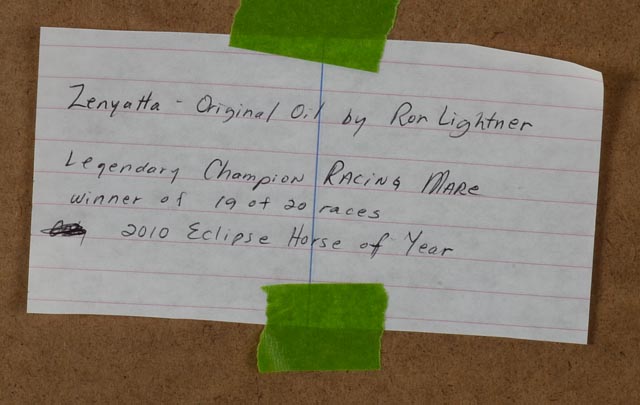 Zenyatta - Original Oil by Ron Lightner
Legendary Champion Racing Mare
winner of 19 of 20 races
2010 Eclipse Horse of Year